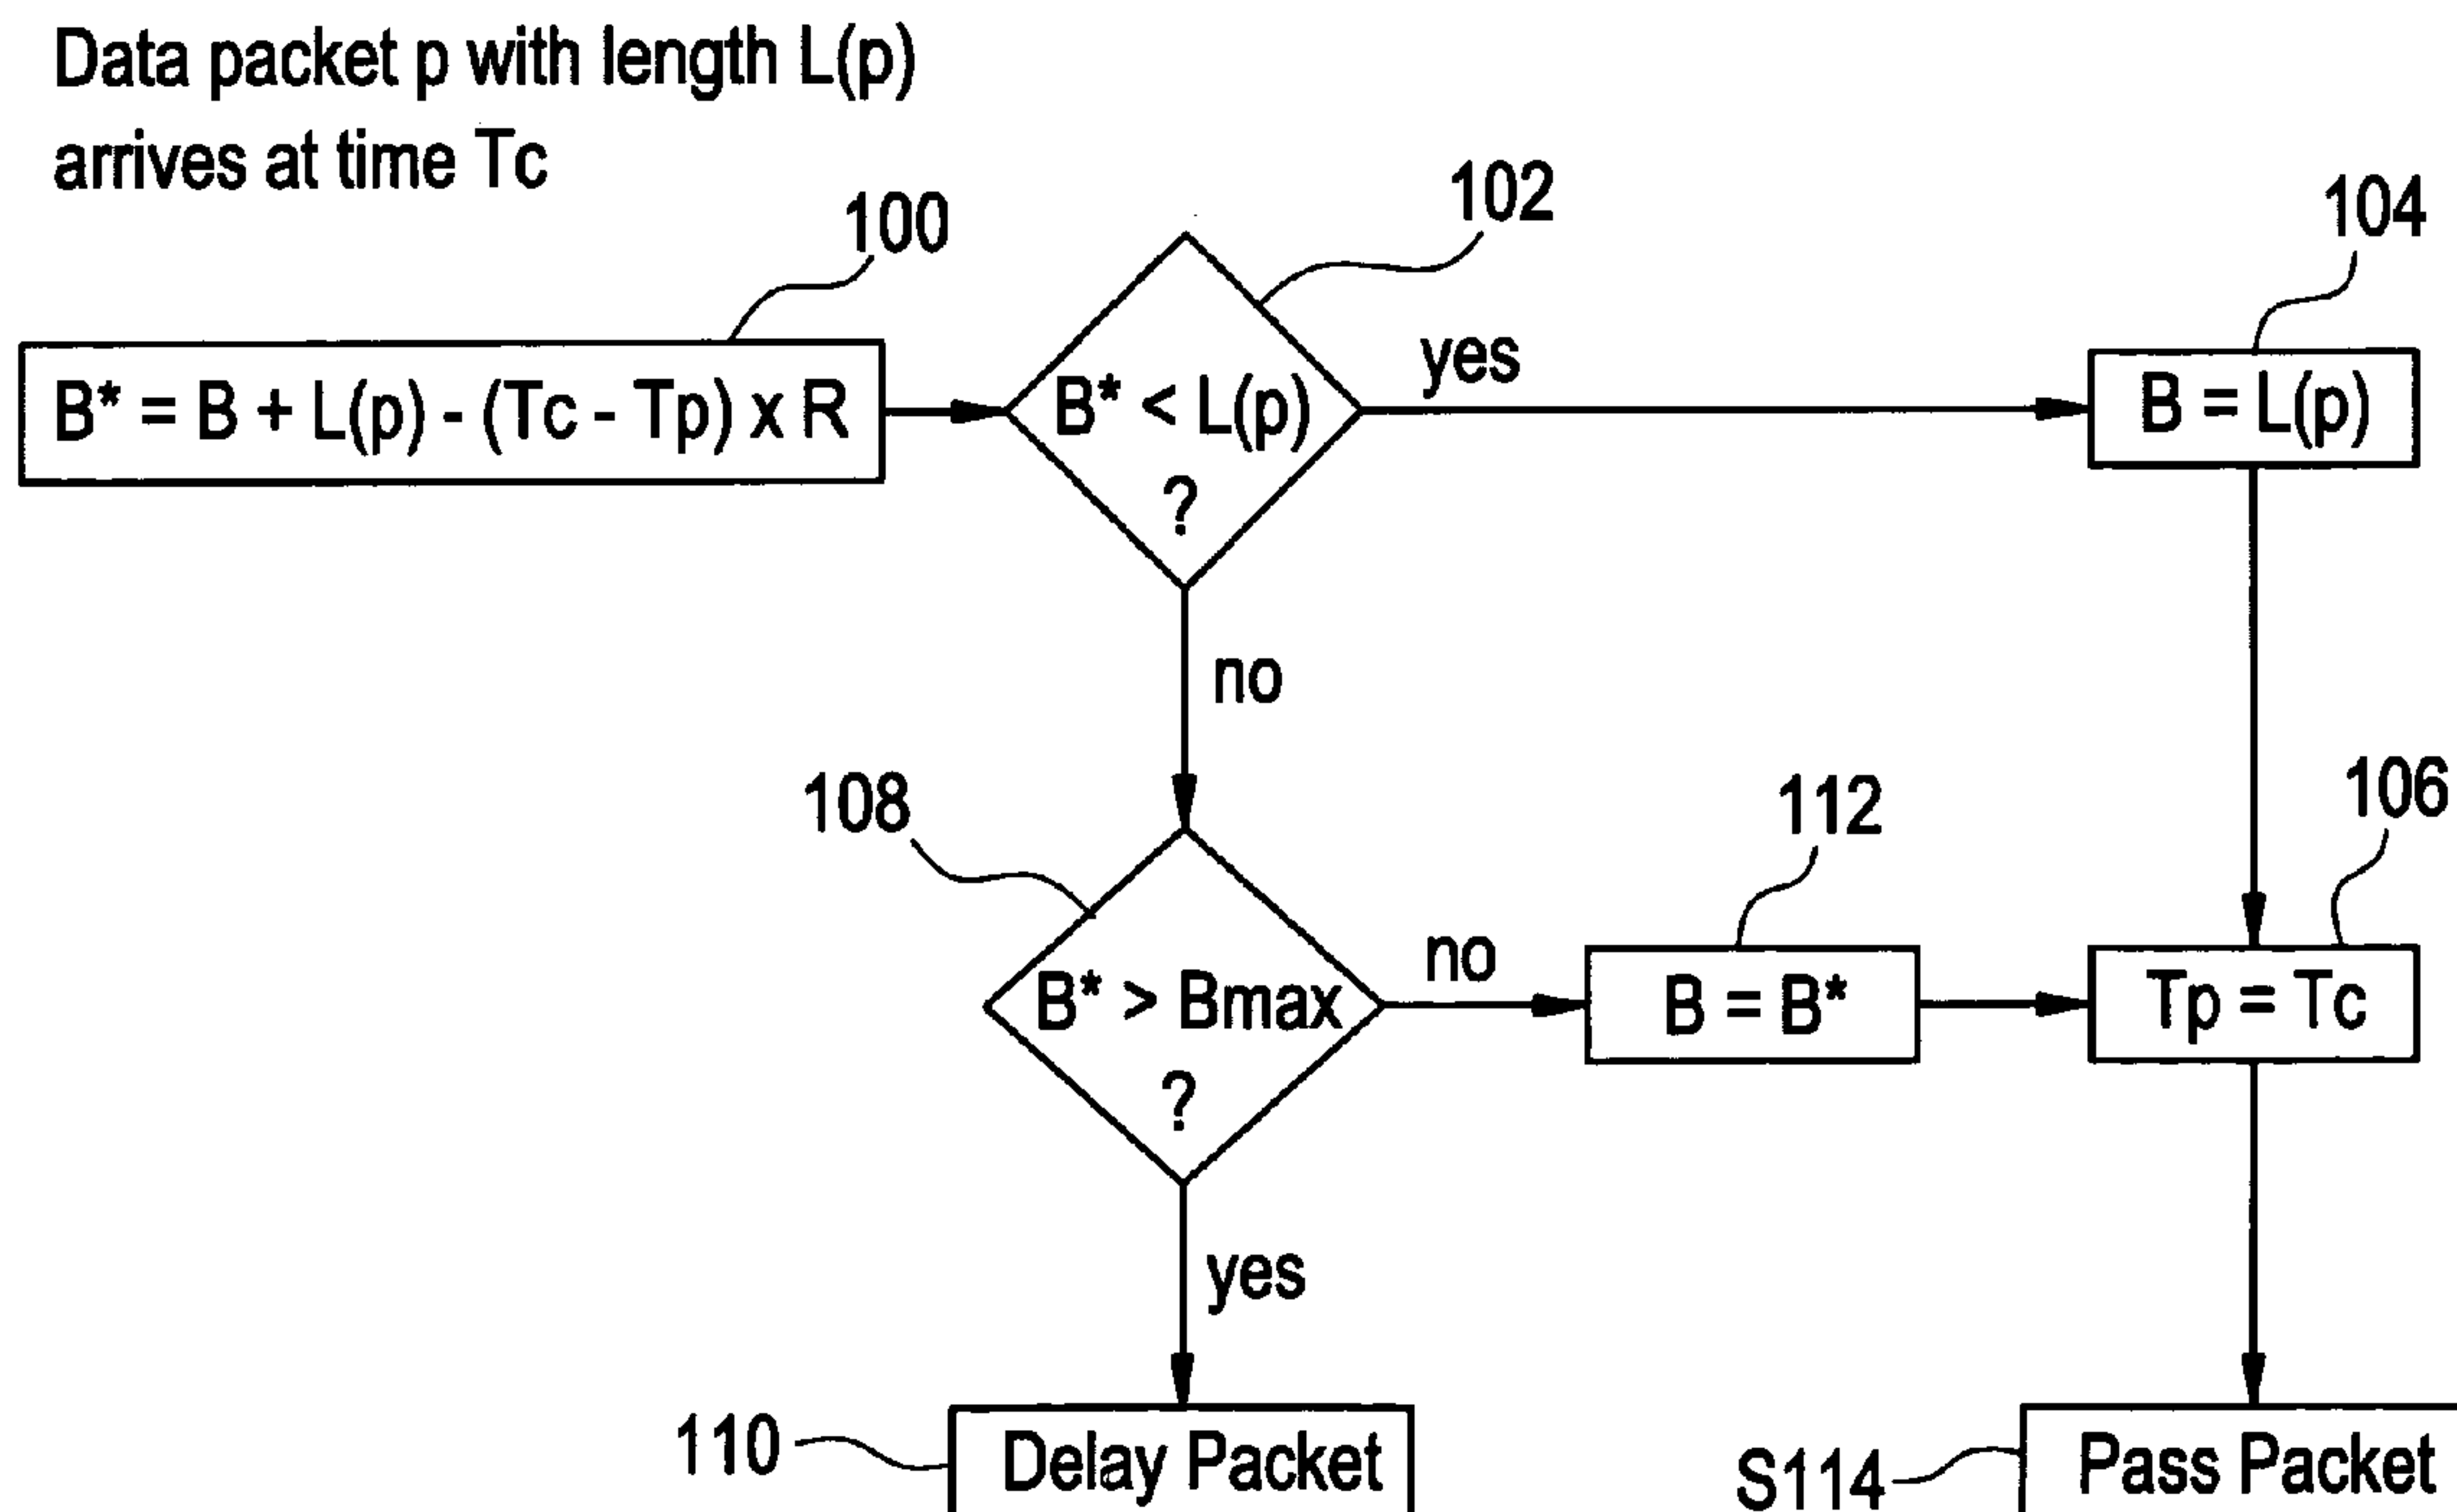 Data packet p with length L(p)
arrives at time Tc
100
102
104
B* = B + L(p) - (Tc - Tp) x R
B* < L(p)
?
yes
B = L(p)
no
108
112
106
B* > Bmax
?
no
B = B*
Tp = Tc
yes
110
Delay Packet
S114
Pass Packet